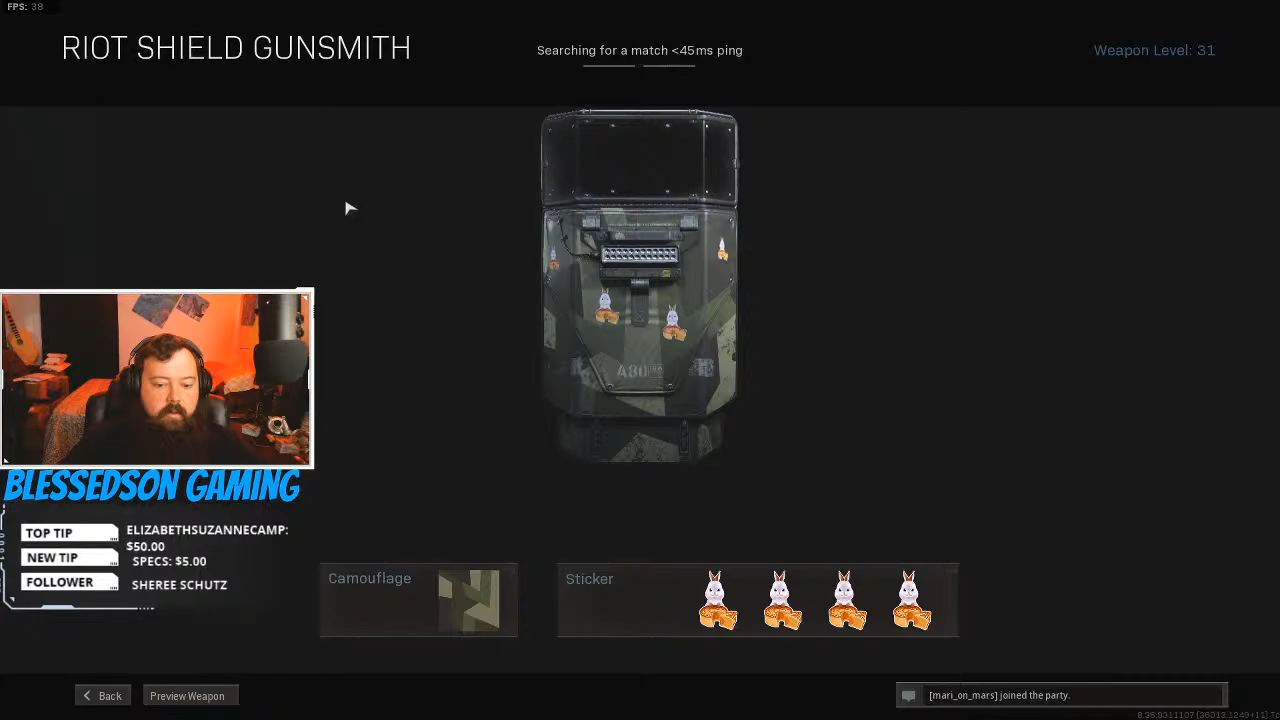 FPS: 38
RIOT SHIELD GUNSMITH
Searching for a match <45ms ping
Weapon Level: 31
A80
BLESSEDSON GAMING
TOP TIP
ELIZABETHSUZANNECAMP:
$50.00
NEW TIP
SPECS: $5.00
FOLLOWER
SHEREE SCHUTZ
Camouflage
Sticker
Back
Preview Weapon
[mari_on_mars] joined the party.